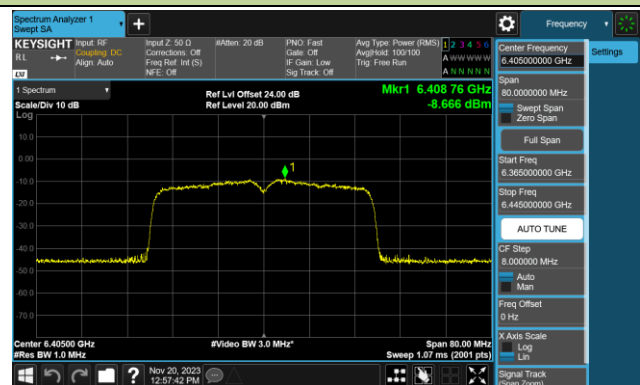 Spectrum Analyzer 1
Swept SA
Frequency
KEYSIGHT
R L
LXI
Input: RF
Coupling: DC
Align: Auto
Input Z: 50 Ω
Corrections: Off
Freq Ref: Int (S)
NFE: Off
#Atten: 20 dB
PNO: Fast
Gate: Off
IF Gain: Low
Sig Track: Off
Avg Type: Power (RMS)
Avg|Hold: 100/100
Trig: Free Run
1 2 3 4 5 6
A W W W W W
A N N N N N
Center Frequency
6.405000000 GHz
Settings
Span
80.0000000 MHz
Swept Span
Zero Span
Full Span
Start Freq
6.365000000 GHz
Stop Freq
6.445000000 GHz
AUTO TUNE
CF Step
8.000000 MHz
Auto
Man
Freq Offset
0 Hz
X Axis Scale
Log
Lin
Signal Track
(Span Zoom)
1 Spectrum
Scale/Div 10 dB
Log
Ref Lvl Offset 24.00 dB
Ref Level 20.00 dBm
Mkr1 6.408 76 GHz
-8.666 dBm
10.0
0.00
-10.0
-20.0
-30.0
-40.0
-50.0
-60.0
-70.0
1
Center 6.40500 GHz
#Res BW 1.0 MHz
#Video BW 3.0 MHz*
Span 80.00 MHz
Sweep 1.07 ms (2001 pts)
Nov 20, 2023
12:57:42 PM